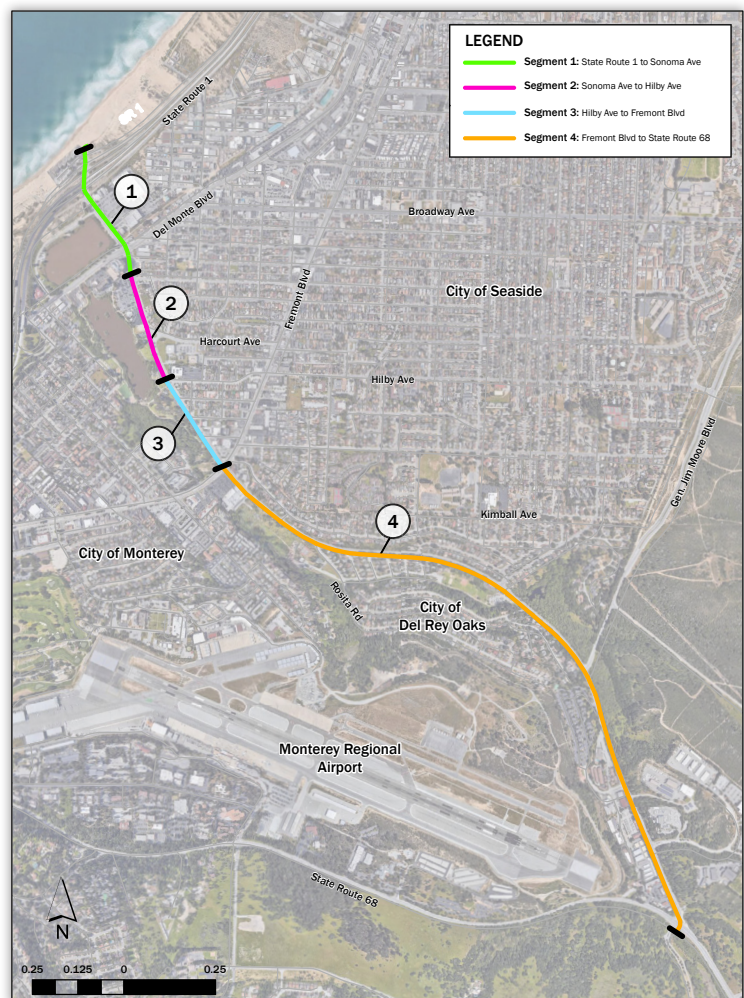 LEGEND
Segment 1: State Route 1 to Sonoma Ave
Segment 2: Sonoma Ave to Hilby Ave
Segment 3: Hilby Ave to Fremont Blvd
Segment 4: Fremont Blvd to State Route 68
State Route 1
1
Del Monte Blvd
Broadway Ave
2
Fremont Blvd
City of Seaside
Harcourt Ave
Hilby Ave
3
Gen. Jim Moore Blvd
4
Kimball Ave
City of Monterey
Rosita Rd
City of
Del Rey Oaks
Monterey Regional
Airport
State Route 68
N
0.25 0.125 0 0.25